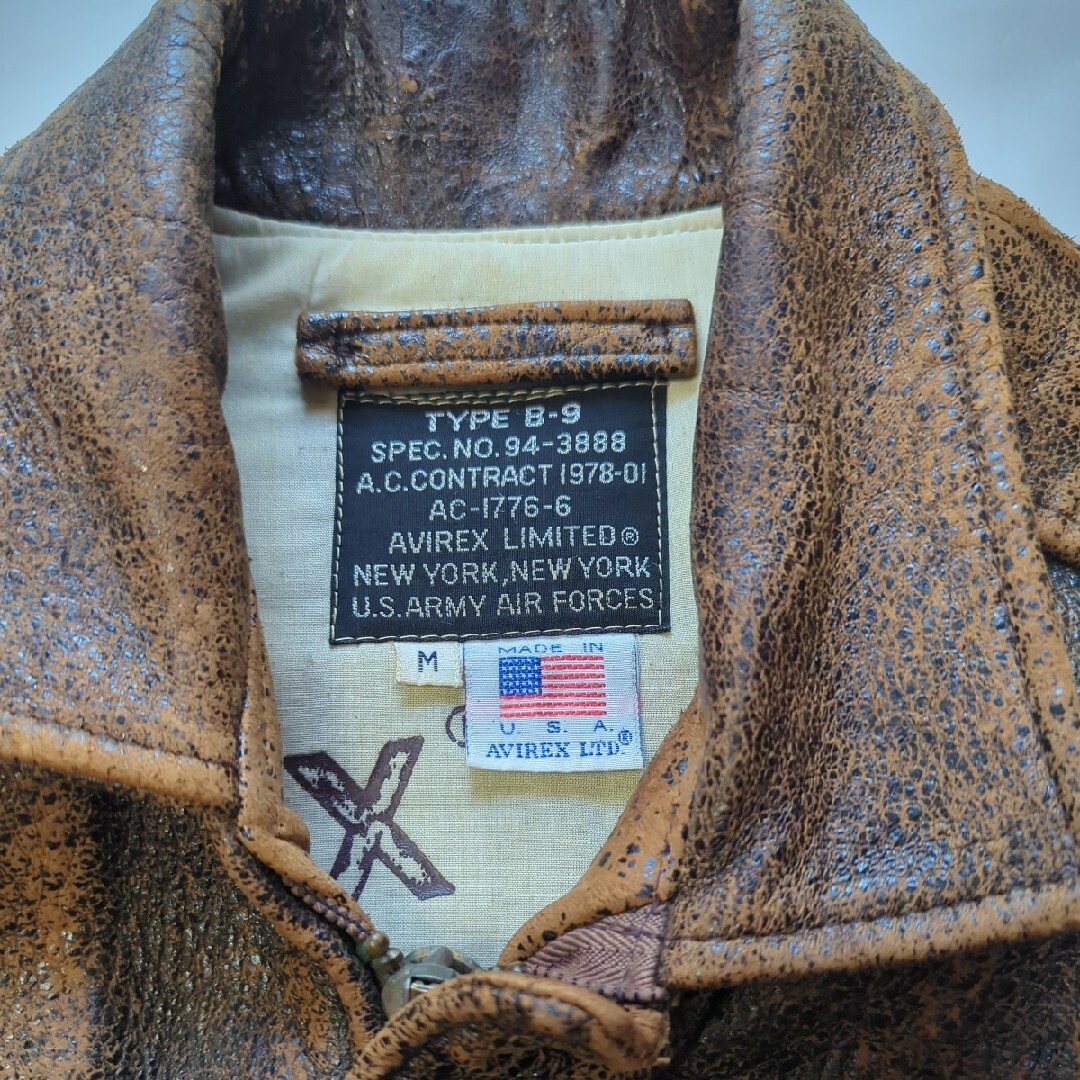 TYPE B-9
SPEC. NO. 94-3888
A.C. CONTRACT 1978-01
AC-1776-6
AVIREX LIMITED®
NEW YORK, NEW YORK
U.S. ARMY AIR FORCES
M
MADE IN
U. S. A.
AVIREX LTD®
X